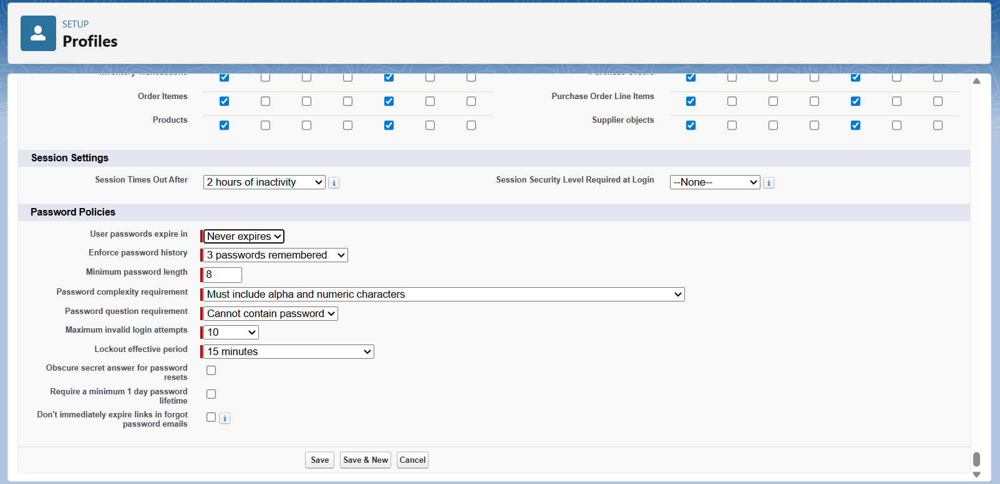 SETUP
Profiles
Inventory Transactions
Purchase Orders
Order Itemes
Purchase Order Line Items
Products
Supplier objects
Session Settings
Session Times Out After
2 hours of inactivity
Session Security Level Required at Login
--None--
Password Policies
User passwords expire in
Never expires
Enforce password history
3 passwords remembered
Minimum password length
8
Password complexity requirement
Must include alpha and numeric characters
Password question requirement
Cannot contain password
Maximum invalid login attempts
10
Lockout effective period
15 minutes
Obscure secret answer for password
resets
Require a minimum 1 day password
lifetime
Don't immediately expire links in forgot
password emails
Save
Save & New
Cancel